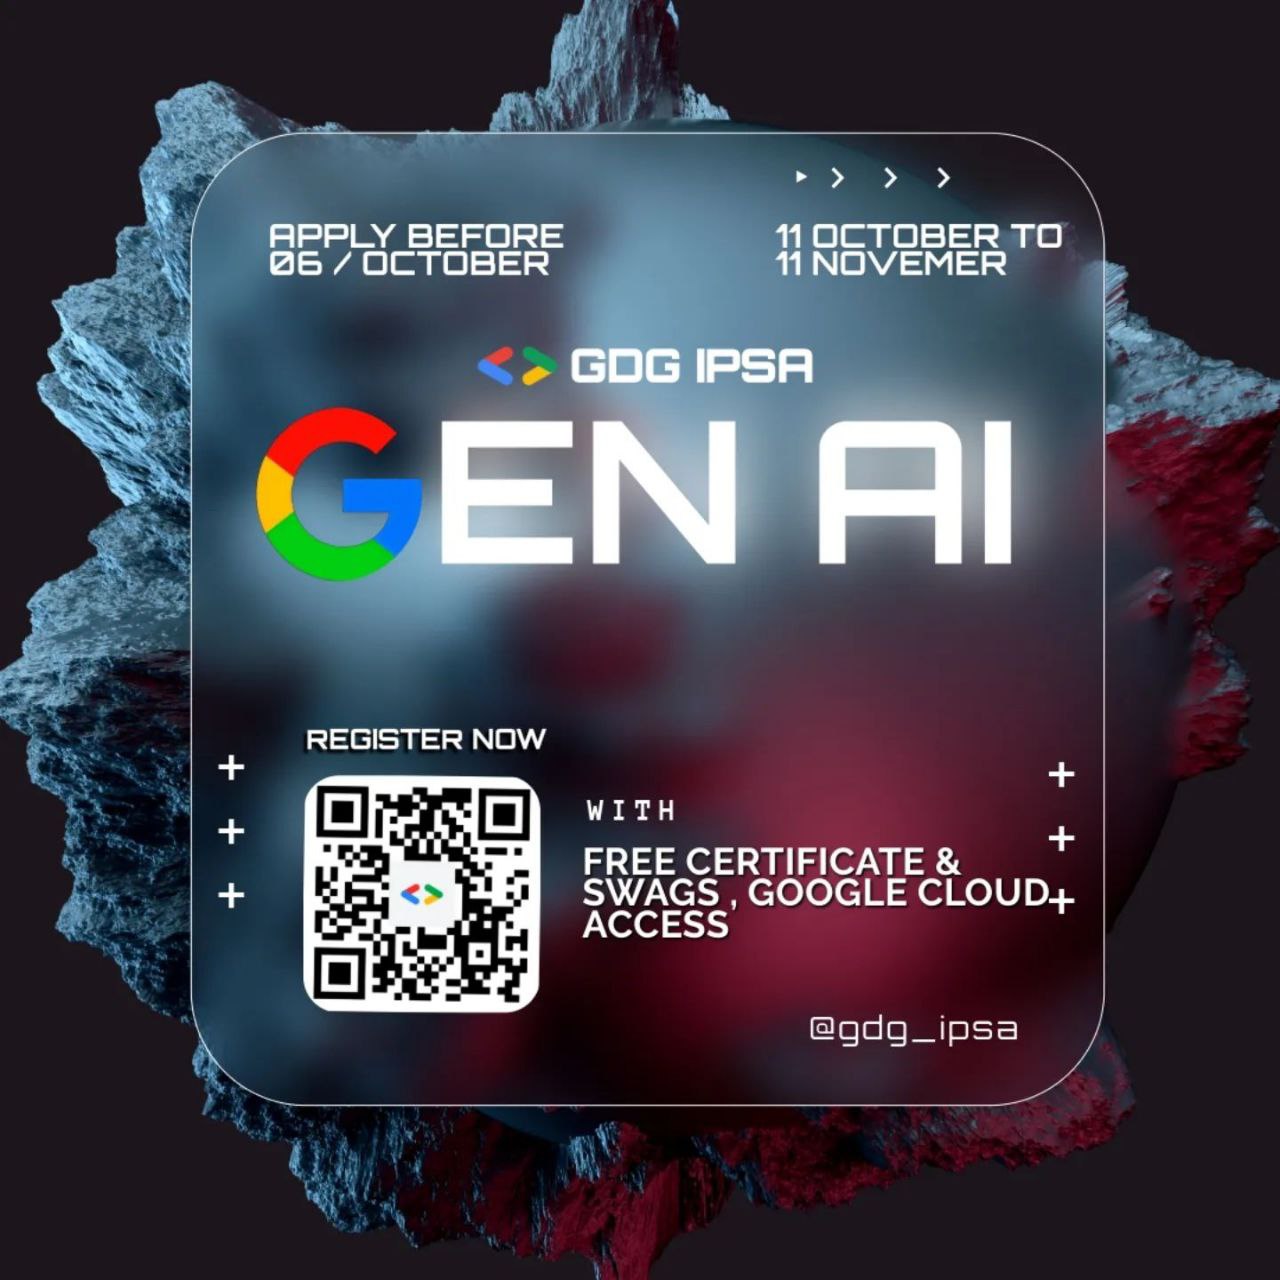 APPLY BEFORE
06 / OCTOBER
11 OCTOBER TO
11 NOVEMER
GDG IPSA
GEN AI
REGISTER NOW
WITH
FREE CERTIFICATE &
SWAGS , GOOGLE CLOUD
ACCESS
@gdg_ipsa